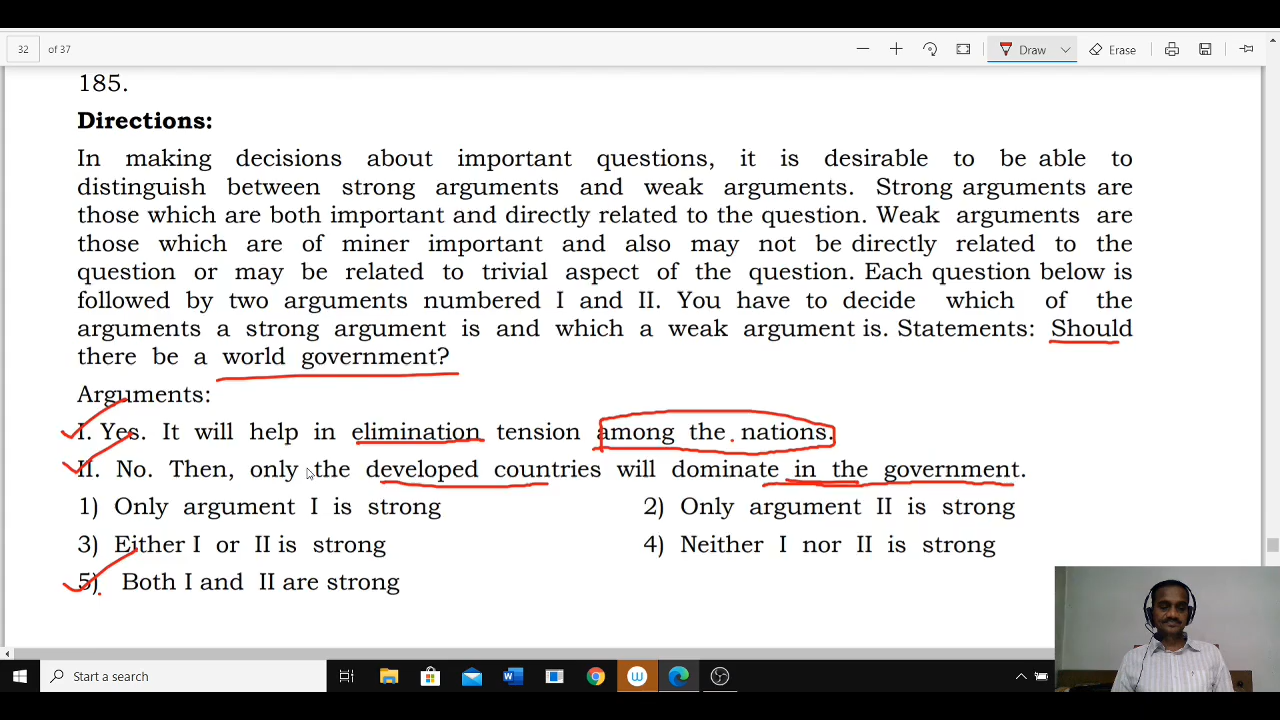 32 of 37 Draw Erase
185.
Directions:
In making decisions about important questions, it is desirable to be able to
distinguish between strong arguments and weak arguments. Strong arguments are
those which are both important and directly related to the question. Weak arguments are
those which are of miner important and also may not be directly related to the
question or may be related to trivial aspect of the question. Each question below is
followed by two arguments numbered I and II. You have to decide which of the
arguments a strong argument is and which a weak argument is. Statements: Should
there be a world government?
Arguments:
I. Yes. It will help in elimination tension among the nations.
II. No. Then, only the developed countries will dominate in the government.
1) Only argument I is strong 2) Only argument II is strong
3) Either I or II is strong 4) Neither I nor II is strong
5) Both I and II are strong
Start a search